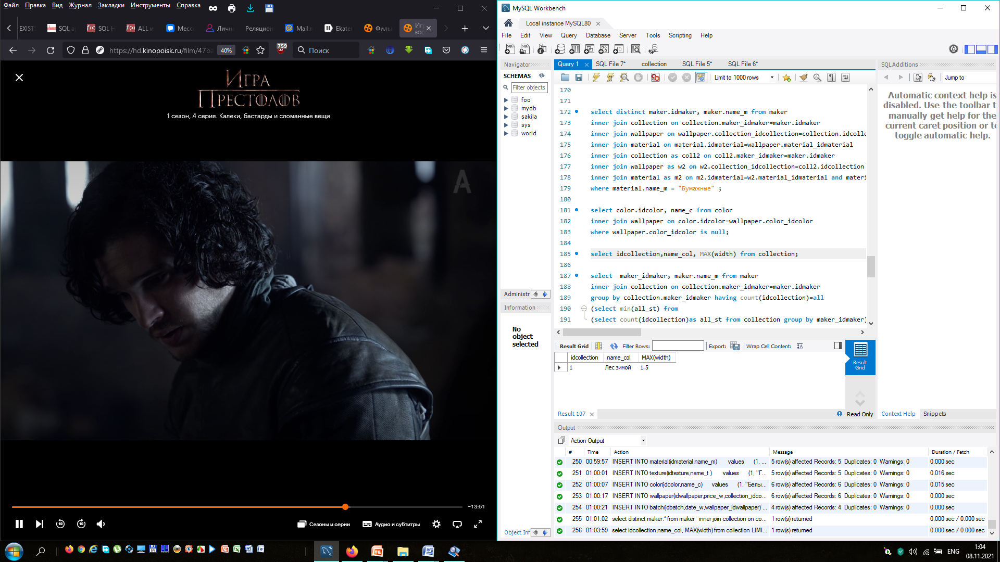 Файл Правка Вид Журнал Закладки Инструменты Справка
EXISTS SQL SQL ALL и Месс Личн Реляцион Mail.r Ekate Филь Иг
https://hd.kinopoisk.ru/film/47ba 40% 759 Поиск
ИГРА
ПРЕСТОЛОВ
1 сезон, 4 серия. Калеки, бастарды и сломанные вещи
A
−13:51
10 10 Сезоны и серии Аудио и субтитры
MySQL Workbench
Local instance MySQL80
File Edit View Query Database Server Tools Scripting Help
Navigator
SCHEMAS
Filter objects
foo
mydb
sakila
sys
world
Administr
Information
No
object
selected
Object Inf
Query 1 SQL File 7* collection SQL File 5* SQL File 6*
Limit to 1000 rows
170
171
172 select distinct maker.idmaker, maker.name_m from maker
173 inner join collection on collection.maker_idmaker=maker.idmaker
174 inner join wallpaper on wallpaper.collection_idcollection=collection.idcolle
175 inner join material on material.idmaterial=wallpaper.material_idmaterial
176 inner join collection as coll2 on coll2.maker_idmaker=maker.idmaker
177 inner join wallpaper as w2 on w2.collection_idcollection=coll2.idcollection
178 inner join material as m2 on m2.idmaterial=w2.material_idmaterial and materi
179 where material.name_m = "Бумажные" ;
180
181 select color.idcolor, name_c from color
182 inner join wallpaper on color.idcolor=wallpaper.color_idcolor
183 where wallpaper.color_idcolor is null;
184
185 select idcollection,name_col, MAX(width) from collection;
186
187 select  maker_idmaker, maker.name_m from maker
188 inner join collection on collection.maker_idmaker=maker.idmaker
189 group by collection.maker_idmaker having count(idcollection)=all
190 (select min(all_st) from
191 (select count(idcollection)as all_st from collection group by maker_idmaker)
Result Grid Filter Rows: Export: Wrap Cell Content:
idcollection name_col MAX(width)
1 Лес зимой 1.5
Result
Grid
Result 107 Read Only
SQLAdditions
Jump to
Automatic context help is
disabled. Use the toolbar t
manually get help for the
current caret position or to
toggle automatic help.
Context Help Snippets
Output
Action Output
# Time Action Message Duration / Fetch
250 00:59:57 INSERT INTO material(idmaterial,name_m) values (1, ... 5 row(s) affected Records: 5 Duplicates: 0 Warnings: 0 0.000 sec
251 01:00:01 INSERT INTO texture(idtexture,name_t ) values (1, "Г... 5 row(s) affected Records: 5 Duplicates: 0 Warnings: 0 0.016 sec
252 01:00:07 INSERT INTO color(idcolor,name_c) values (1, "Белы... 6 row(s) affected Records: 6 Duplicates: 0 Warnings: 0 0.015 sec
253 01:00:17 INSERT INTO wallpaper(idwallpaper,price_w,collection_idco... 6 row(s) affected Records: 6 Duplicates: 0 Warnings: 0 0.000 sec
254 01:00:21 INSERT INTO batch(idbatch,date_w,wallpaper_idwallpaper) ... 4 row(s) affected Records: 4 Duplicates: 0 Warnings: 0 0.000 sec
255 01:01:02 select distinct maker.* from maker inner join collection on co... 1 row(s) returned 0.000 sec / 0.000 sec
256 01:03:59 select idcollection,name_col, MAX(width) from collection LIMI... 1 row(s) returned 0.000 sec / 0.000 sec
ENG
1:04
08.11.2021